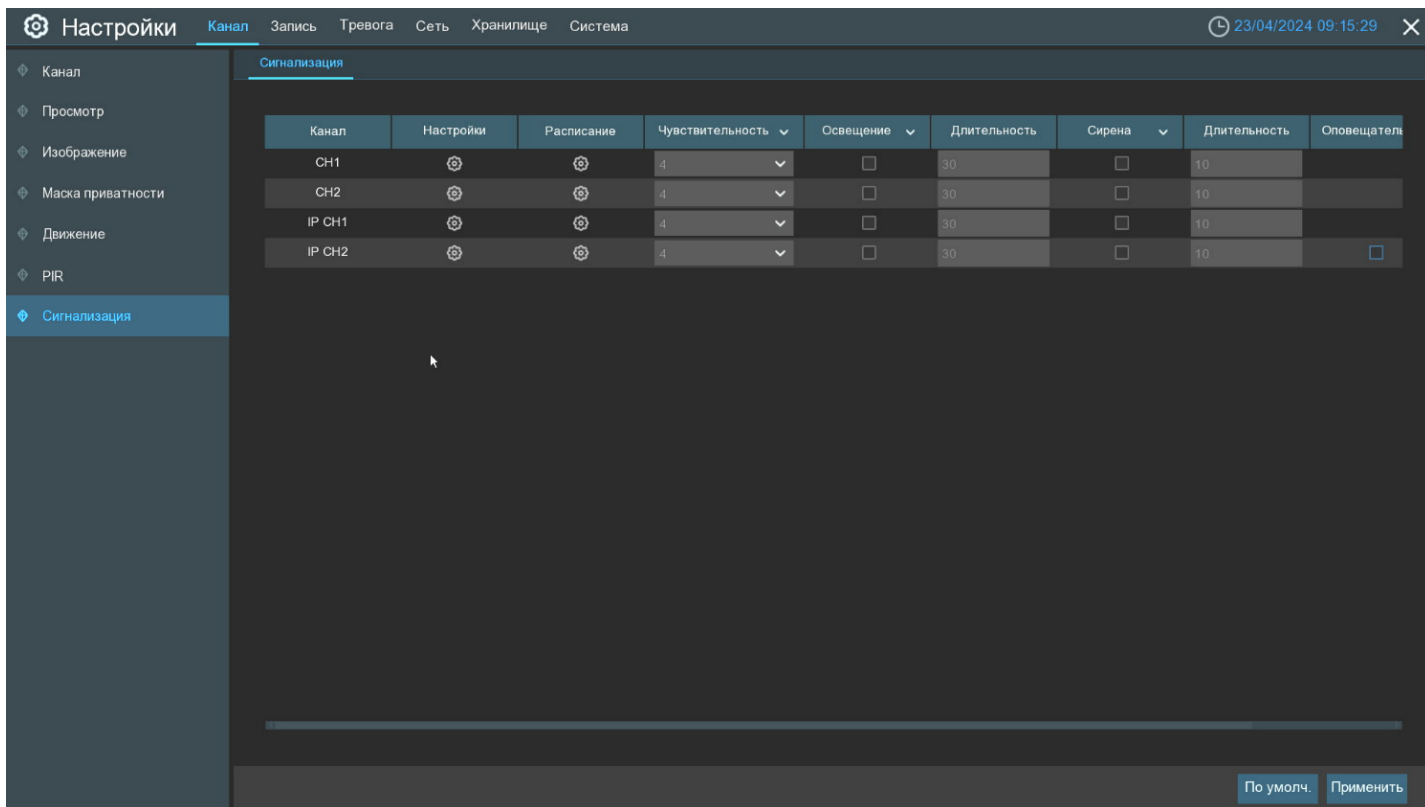 Настройки Канал Запись Тревога Сеть Хранилище Система 23/04/2024 09:15:29
Канал
Просмотр
Изображение
Маска приватности
Движение
PIR
Сигнализация
Сигнализация
Канал Настройки Расписание Чувствительность Освещение Длительность Сирена Длительность Оповещатель
CH1 4 30 10
CH2 4 30 10
IP CH1 4 30 10
IP CH2 4 30 10
По умолч. Применить